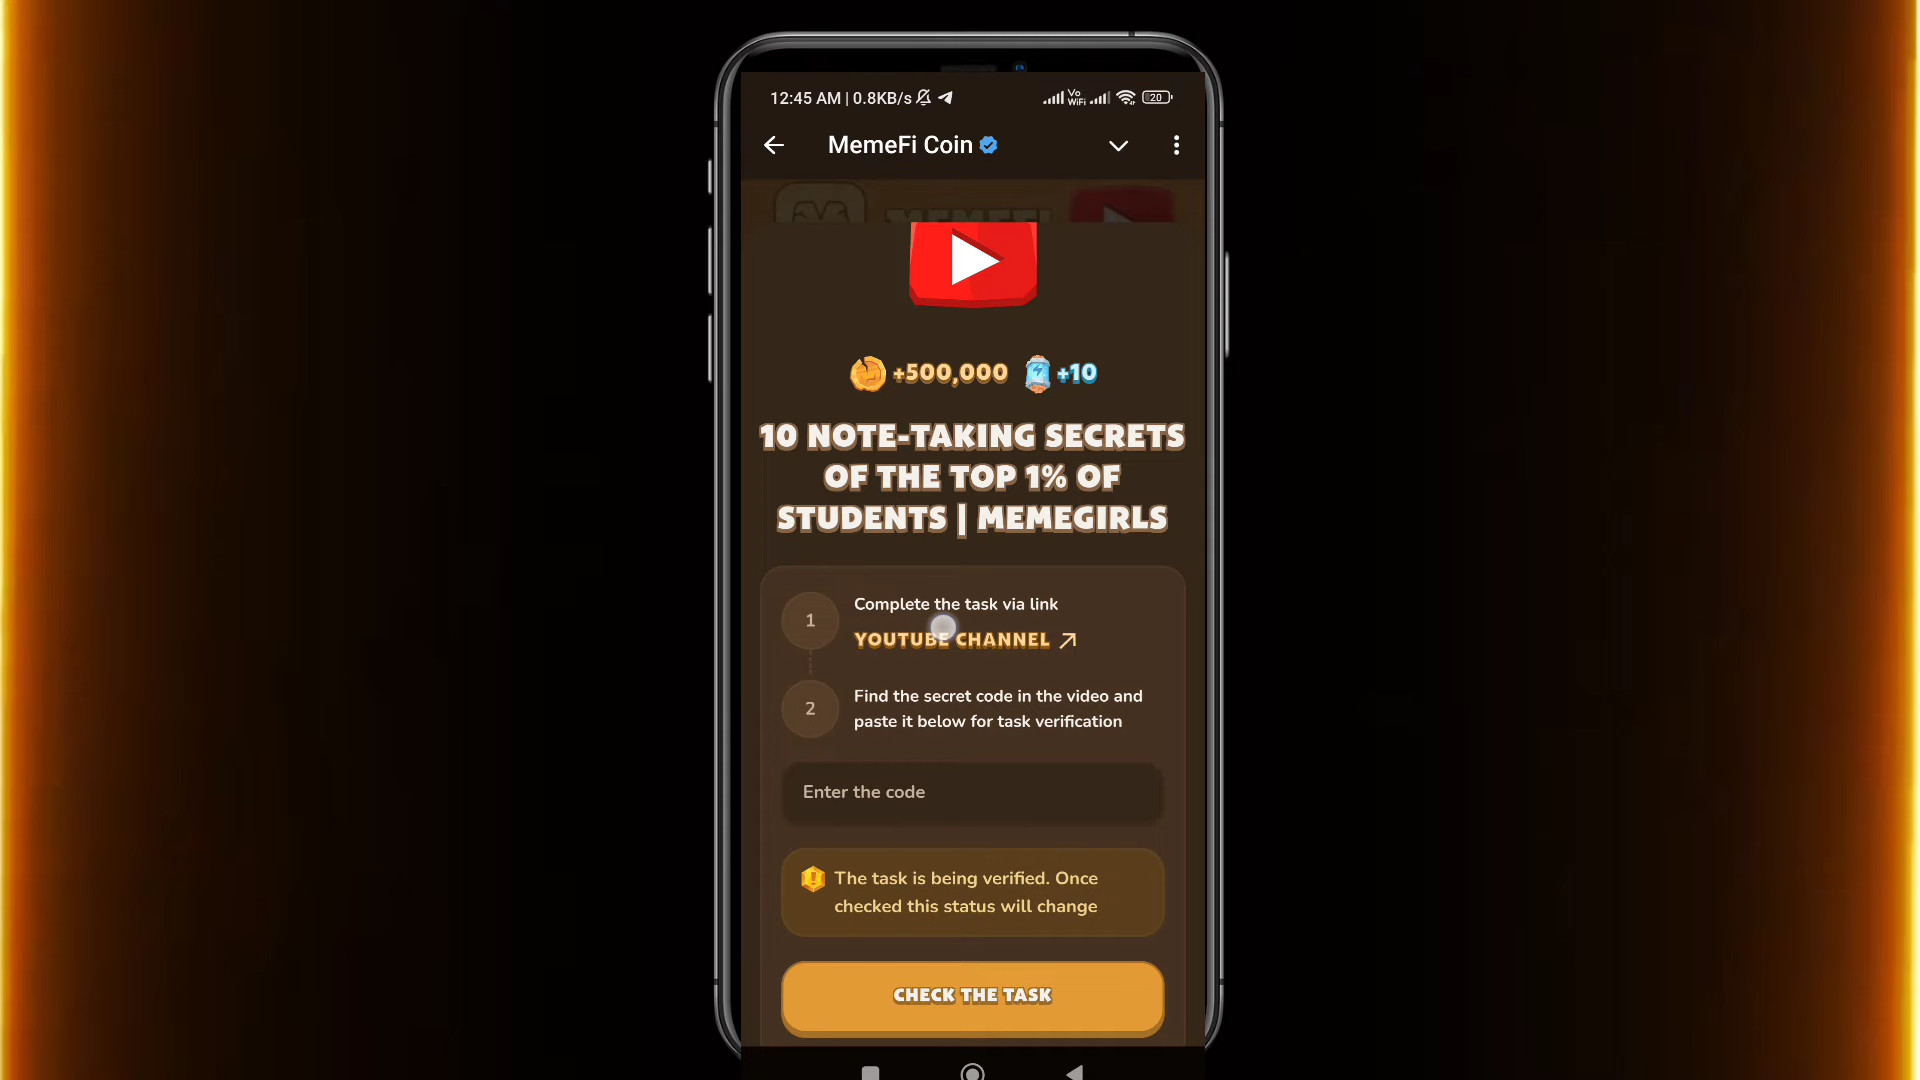 12:45 AM | 0.8KB/s
Vo
WiFi
20
MemeFi Coin
MEMEFI
+500,000 +10
10 NOTE-TAKING SECRETS
OF THE TOP 1% OF
STUDENTS | MEMEGIRLS
1
Complete the task via link
YOUTUBE CHANNEL
2
Find the secret code in the video and
paste it below for task verification
Enter the code
The task is being verified. Once
checked this status will change
CHECK THE TASK